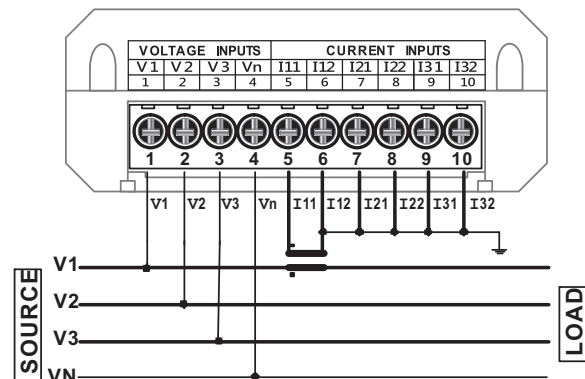 VOLTAGE INPUTS CURRENT INPUTS
V1 V2 V3 Vn I11 I12 I21 I22 I31 I32
1 2 3 4 5 6 7 8 9 10
1 2 3 4 5 6 7 8 9 10
V1 V2 V3 Vn I11 I12 I21 I22 I31 I32
SOURCE
V1
V2
V3
VN
LOAD